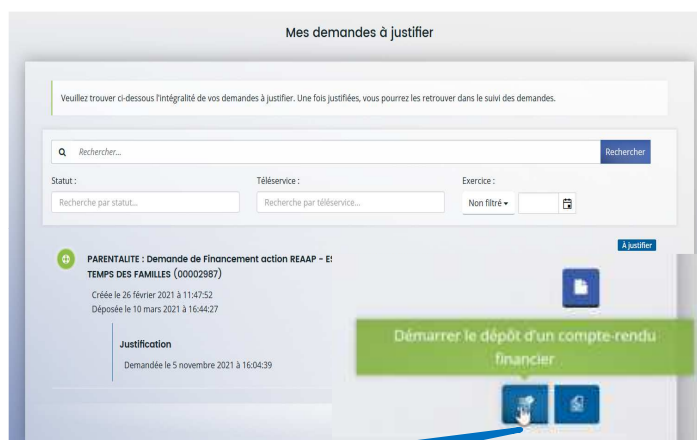 Mes demandes à justifier
Veuillez trouver ci-dessous l'intégralité de vos demandes à justifier. Une fois justifiées, vous pourrez les retrouver dans le suivi des demandes.
Rechercher...
Rechercher
Statut :
Téléservice :
Exercice :
Recherche par statut...
Recherche par téléservice...
Non filtré
À justifier
PARENTALITE : Demande de Financement action REAAP - ES
TEMPS DES FAMILLES (00002987)
Créée le 26 février 2021 à 11:47:52
Déposée le 10 mars 2021 à 16:44:27
Démarrer le dépôt d'un compte-rendu
financier
Justification
Demandée le 5 novembre 2021 à 16:04:39